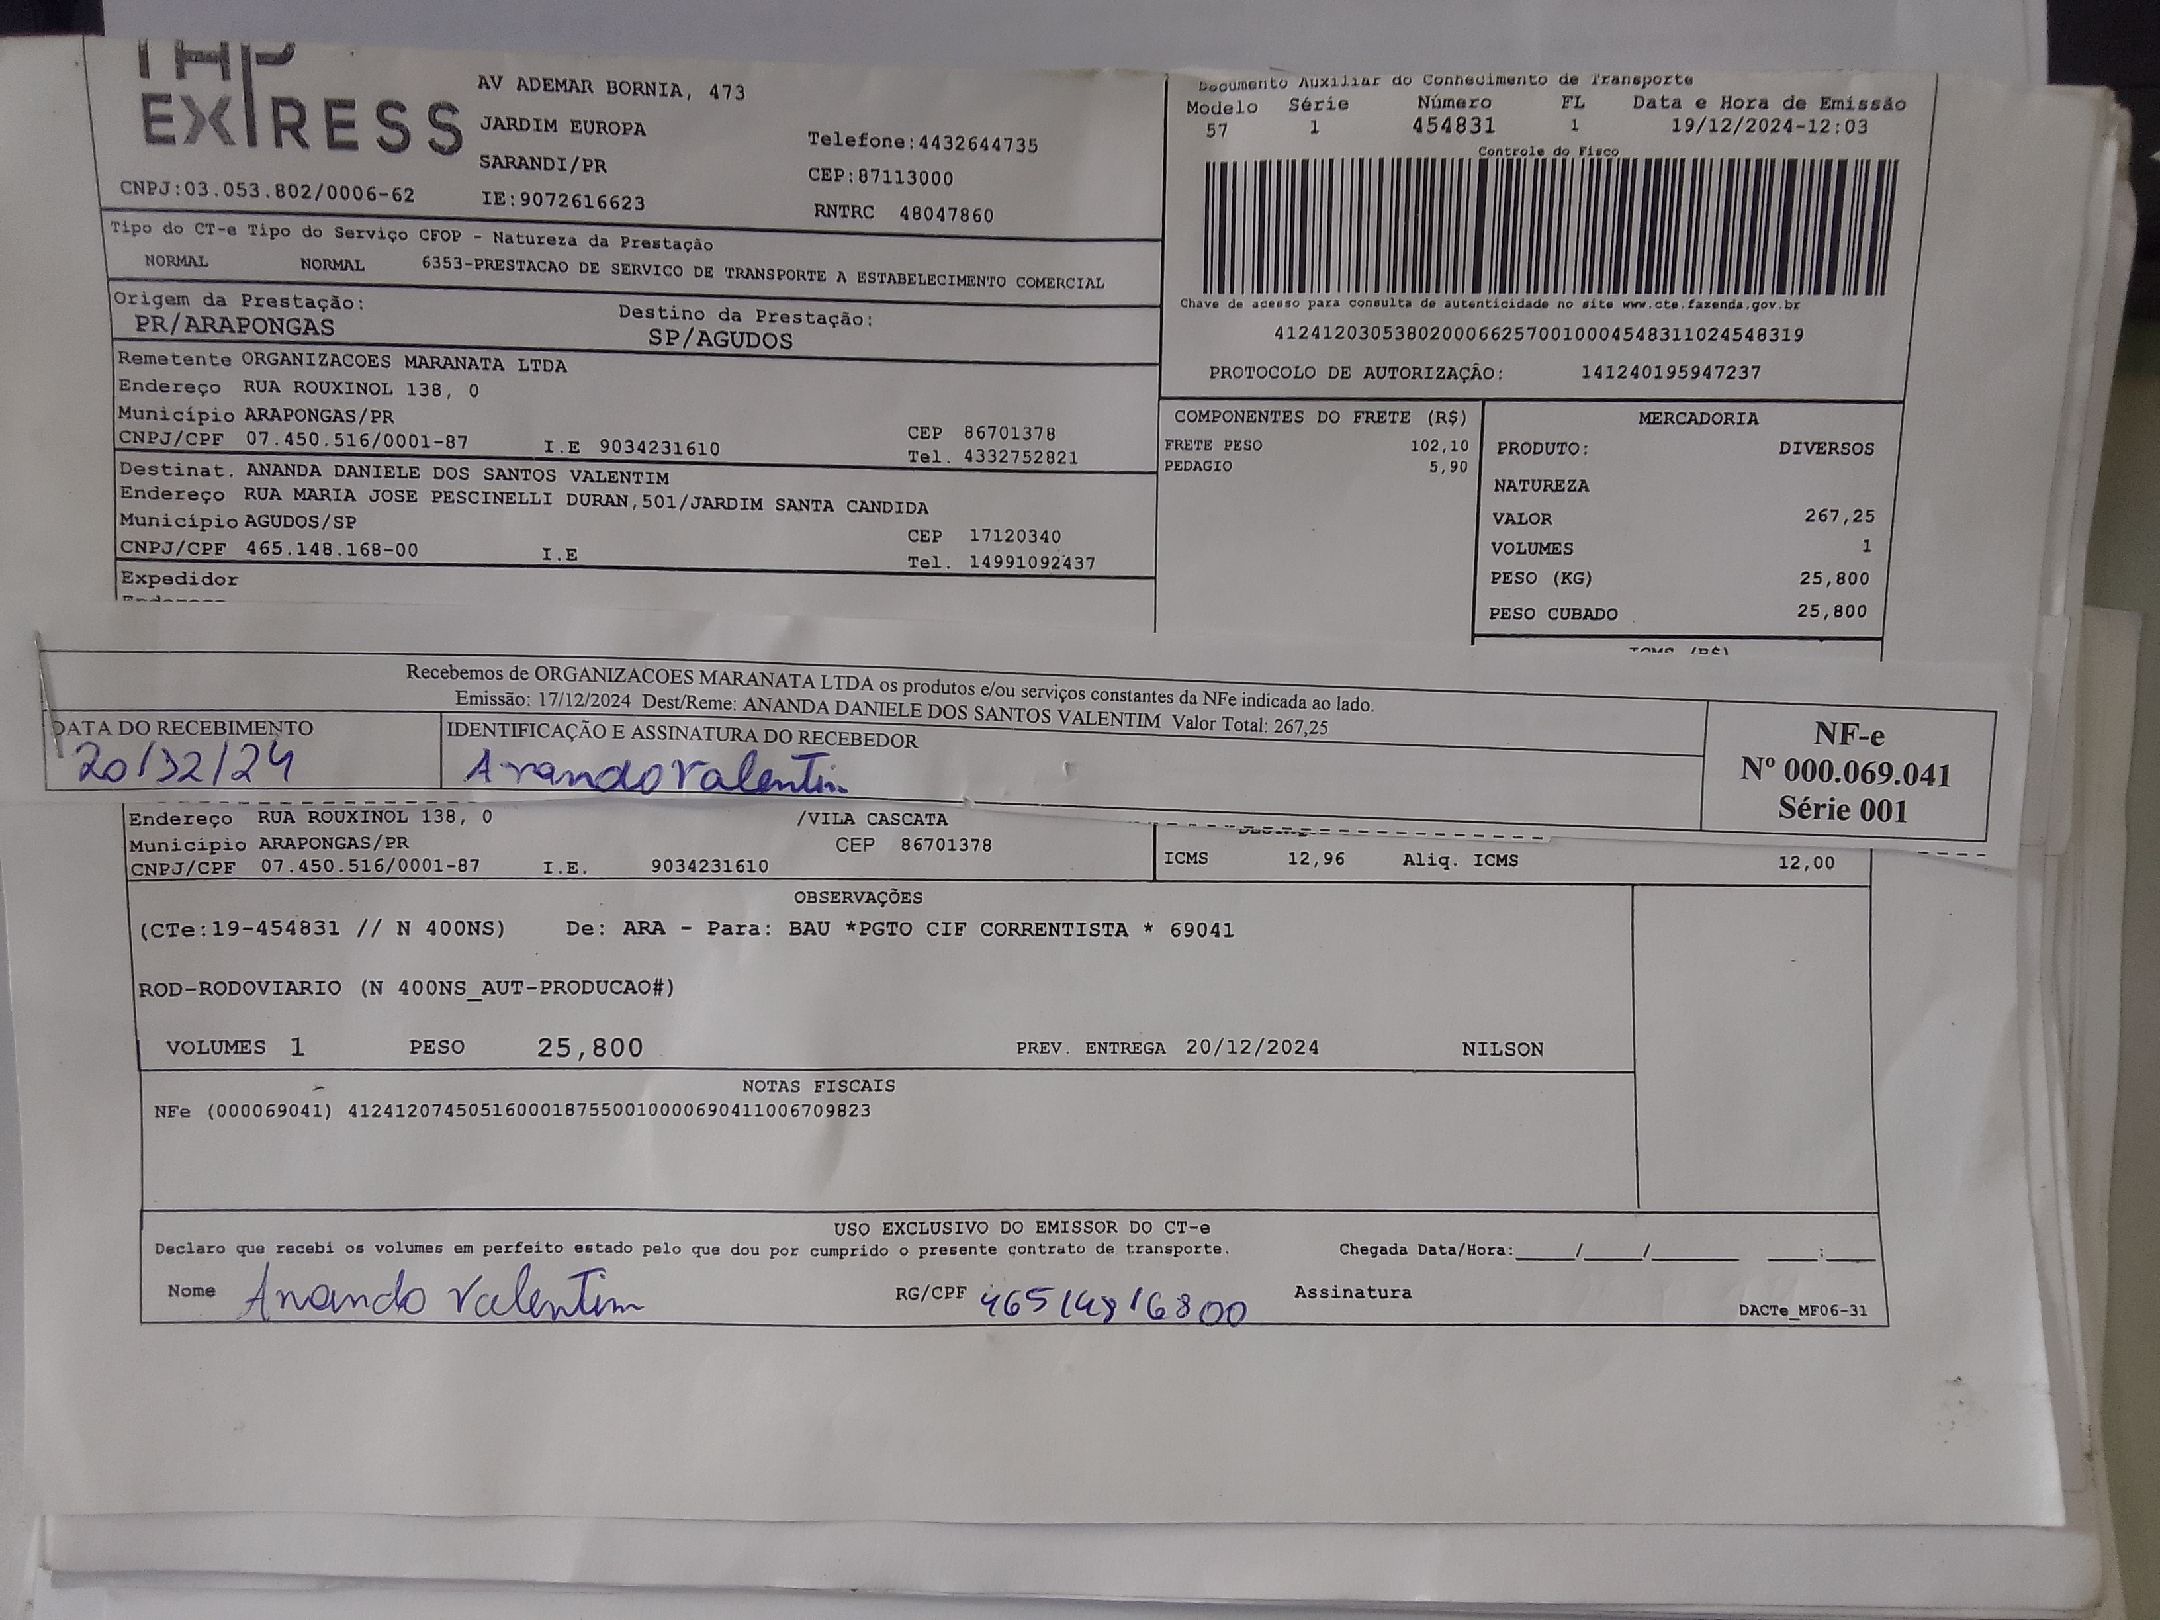 EXPRESS
AV ADEMAR BORNIA, 473
JARDIM EUROPA
SARANDI/PR
Telefone:4432644735
CEP:87113000
CNPJ:03.053.802/0006-62
IE:9072616623
RNTRC 48047860
Documento Auxiliar do Conhecimento de Transporte
Modelo Série Número FL Data e Hora de Emissão
57 1 454831 1 19/12/2024-12:03
Controle do Fisco
Chave de acesso para consulta de autenticidade no site www.cte.fazenda.gov.br
41241203053802000662570010004548311024548319
PROTOCOLO DE AUTORIZAÇÃO: 141240195947237
Tipo do CT-e Tipo do Serviço CFOP - Natureza da Prestação
NORMAL NORMAL 6353-PRESTACAO DE SERVICO DE TRANSPORTE A ESTABELECIMENTO COMERCIAL
Origem da Prestação: Destino da Prestação:
PR/ARAPONGAS SP/AGUDOS
Remetente ORGANIZACOES MARANATA LTDA
Endereço RUA ROUXINOL 138, 0
Município ARAPONGAS/PR CEP 86701378
CNPJ/CPF 07.450.516/0001-87 I.E 9034231610 Tel. 4332752821
Destinat. ANANDA DANIELE DOS SANTOS VALENTIM
Endereço RUA MARIA JOSE PESCINELLI DURAN,501/JARDIM SANTA CANDIDA
Município AGUDOS/SP CEP 17120340
CNPJ/CPF 465.148.168-00 I.E Tel. 14991092437
Expedidor
COMPONENTES DO FRETE (R$)
FRETE PESO 102,10
PEDAGIO 5,90
MERCADORIA
PRODUTO: DIVERSOS
NATUREZA
VALOR 267,25
VOLUMES 1
PESO (KG) 25,800
PESO CUBADO 25,800
Recebemos de ORGANIZACOES MARANATA LTDA os produtos e/ou serviços constantes da NFe indicada ao lado.
Emissão: 17/12/2024 Dest/Reme: ANANDA DANIELE DOS SANTOS VALENTIM Valor Total: 267,25
DATA DO RECEBIMENTO IDENTIFICAÇÃO E ASSINATURA DO RECEBEDOR
20/12/24 Ananda Valentim
NF-e
Nº 000.069.041
Série 001
Endereço RUA ROUXINOL 138, 0 /VILA CASCATA
Municipio ARAPONGAS/PR CEP 86701378
CNPJ/CPF 07.450.516/0001-87 I.E. 9034231610
ICMS 12,96 Aliq. ICMS 12,00
OBSERVAÇÕES
(CTe:19-454831 // N 400NS) De: ARA - Para: BAU *PGTO CIF CORRENTISTA * 69041
ROD-RODOVIARIO (N 400NS_AUT-PRODUCAO#)
VOLUMES 1 PESO 25,800 PREV. ENTREGA 20/12/2024 NILSON
NOTAS FISCAIS
NFe (000069041) 41241207450516000187550010000690411006709823
USO EXCLUSIVO DO EMISSOR DO CT-e
Declaro que recebi os volumes em perfeito estado pelo que dou por cumprido o presente contrato de transporte. Chegada Data/Hora:____/____/______ ___:___
Nome Ananda Valentim RG/CPF 46514816800 Assinatura
DACTe_MF06-31